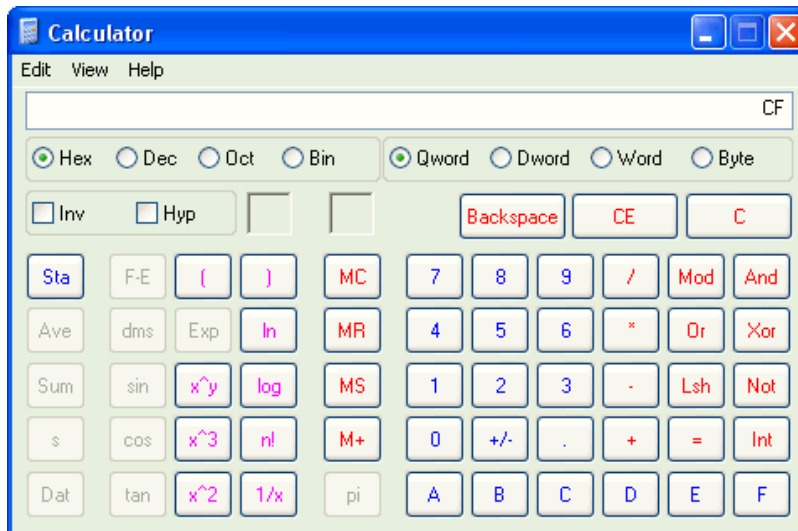 Calculator
Edit View Help
CF
Hex Dec Oct Bin Qword Dword Word Byte
Inv Hyp Backspace CE C
Sta F-E ( ) MC 7 8 9 / Mod And
Ave dms Exp ln MR 4 5 6 * Or Xor
Sum sin x^y log MS 1 2 3 - Lsh Not
s cos x^3 n! M+ 0 +/- . + = Int
Dat tan x^2 1/x pi A B C D E F